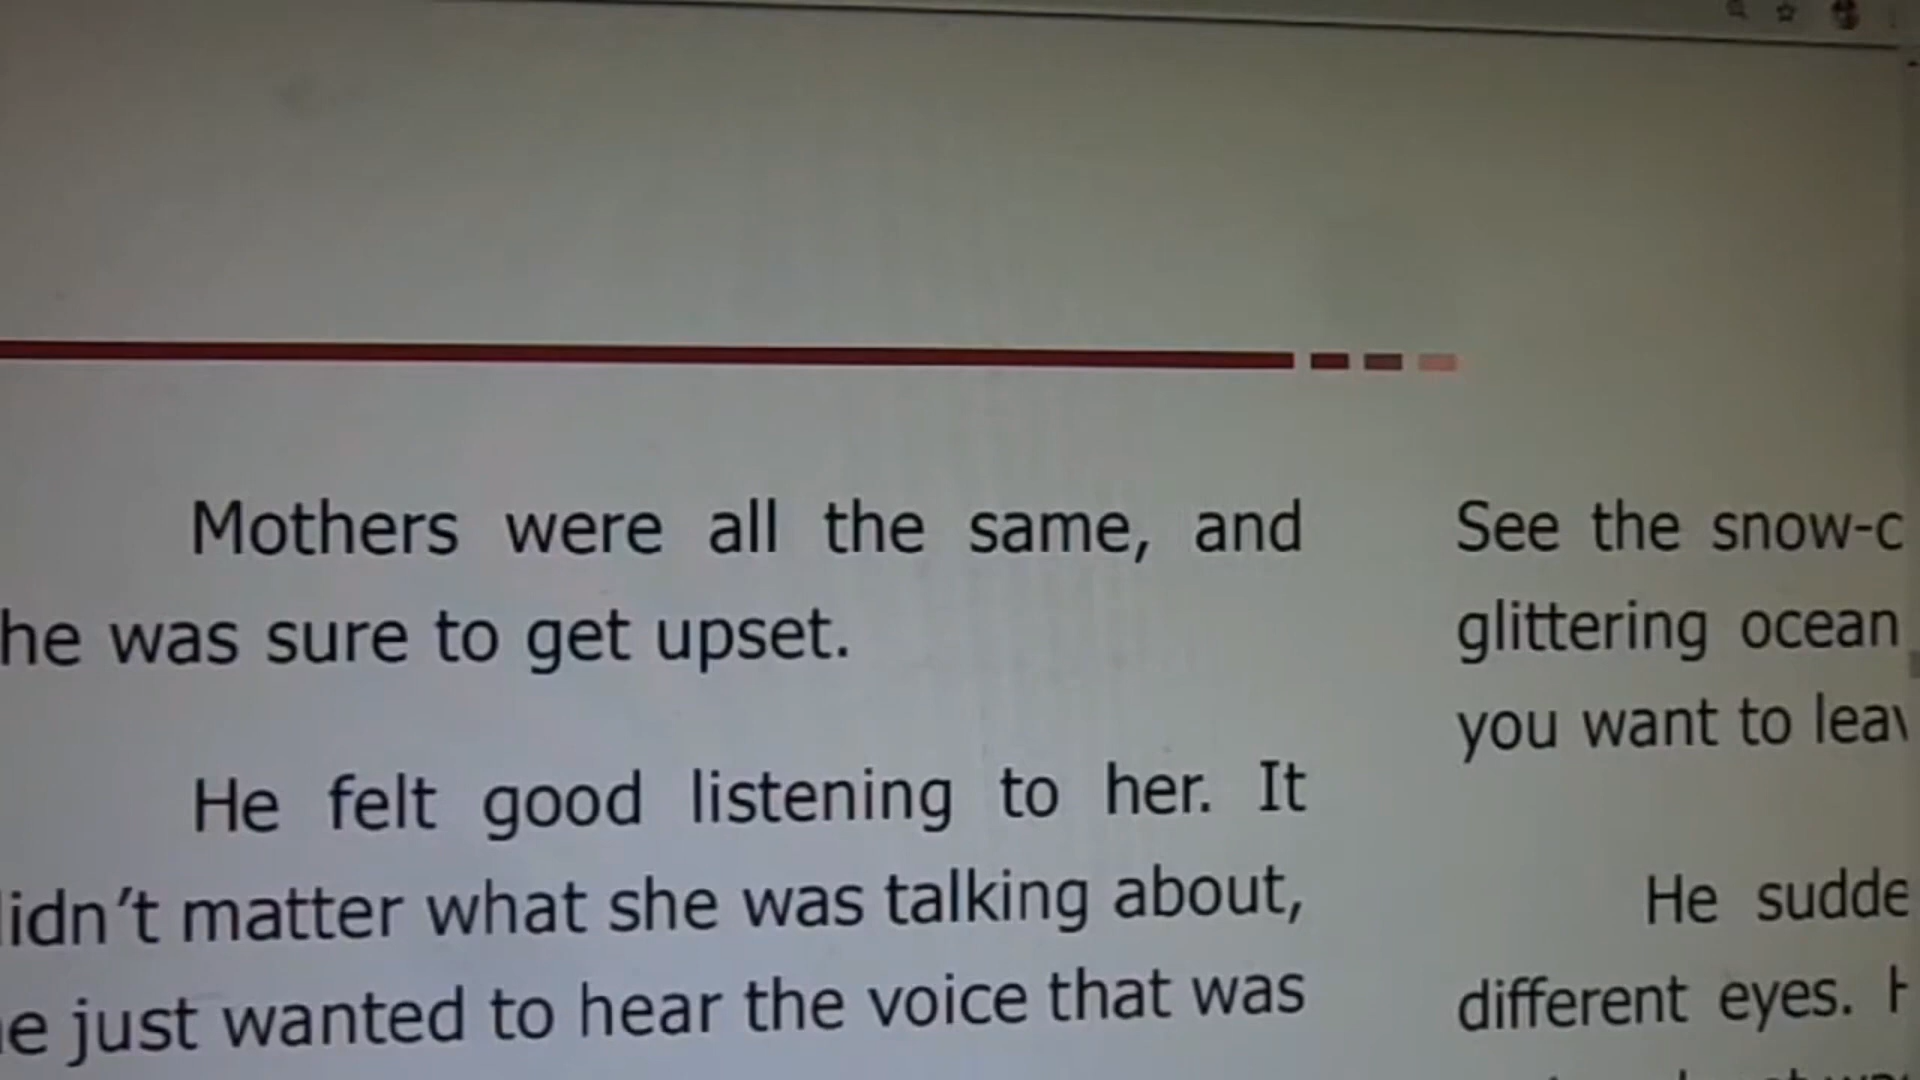 Mothers were all the same, and
he was sure to get upset.
He felt good listening to her. It
idn't matter what she was talking about,
e just wanted to hear the voice that was
See the snow-c
glittering ocean
you want to leav
He sudde
different eyes. H